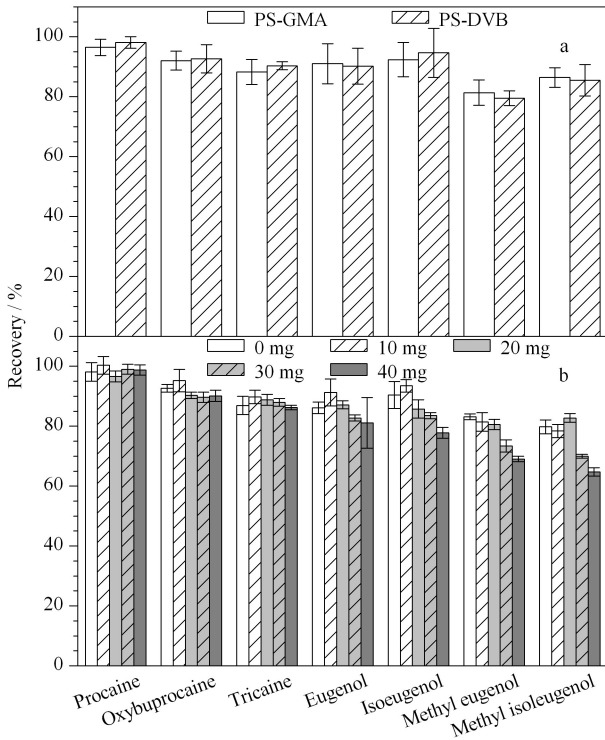 PS-GMA PS-DVB
100
a
80
60
40
20
0
Recovery / %
0 mg 10 mg 20 mg
30 mg 40 mg
100
b
80
60
40
20
0
Procaine
Oxybuprocaine
Tricaine
Eugenol
Isoeugenol
Methyl eugenol
Methyl isoleugenol